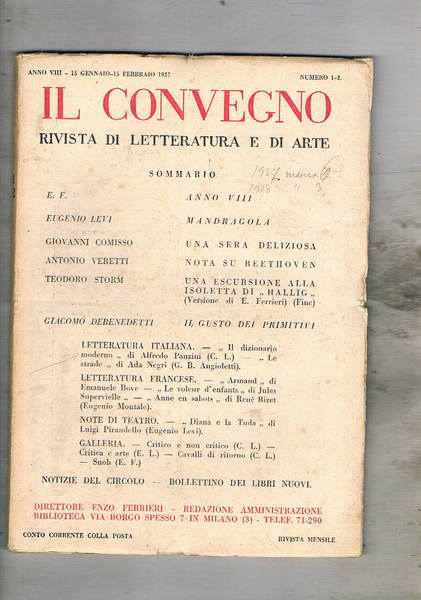 ANNO VIII - 15 GENNAIO-15 FEBBRAIO 1927 NUMERO 1-2.
IL CONVEGNO
RIVISTA DI LETTERATURA E DI ARTE
SOMMARIO
1927 manca 6
1928 " 3
E. F. ANNO VIII
EUGENIO LEVI MANDRAGOLA
GIOVANNI COMISSO UNA SERA DELIZIOSA
ANTONIO VERETTI NOTA SU BEETHOVEN
TEODORO STORM UNA ESCURSIONE ALLA
ISOLETTA DI „ HALLIG „
(Versione di E. Ferrieri) (Fine)
GIACOMO DEBENEDETTI IL GUSTO DEI PRIMITIVI
LETTERATURA ITALIANA. — „ Il dizionario
moderno „ di Alfredo Panzini (C. L.) — „ Le
strade „ di Ada Negri (G. B. Angioletti).
LETTERATURA FRANCESE. — „ Armand „ di
Emanuele Bove — „ Le voleur d'enfants „ di Jules
Supervielle — „ Anne en sabots „ di René Bizet
(Eugenio Montale).
NOTE DI TEATRO. — „ Diana e la Tuda „ di
Luigi Pirandello (Eugenio Levi).
GALLERIA. — Critico e non critico (C. L.) —
Critica e arte (E. L.) — Cavalli di ritorno (C. L.)
— Snob (E. F.)
NOTIZIE DEL CIRCOLO - BOLLETTINO DEI LIBRI NUOVI.
DIRETTORE ENZO FERRIERI - REDAZIONE AMMINISTRAZIONE
BIBLIOTECA VIA BORGO SPESSO 7 IN MILANO (3) - TELEF. 71-290
CONTO CORRENTE COLLA POSTA RIVISTA MENSILE